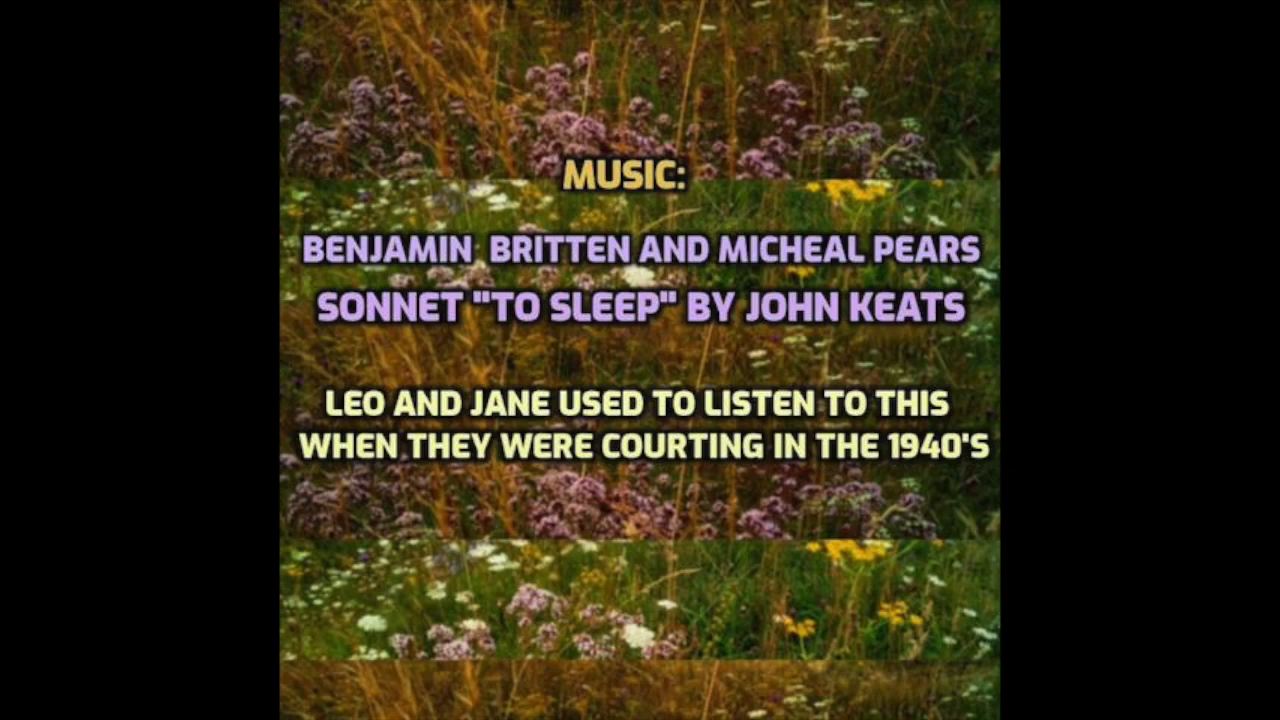 MUSIC:
BENJAMIN BRITTEN AND MICHEAL PEARS
SONNET "TO SLEEP" BY JOHN KEATS
LEO AND JANE USED TO LISTEN TO THIS
WHEN THEY WERE COURTING IN THE 1940'S